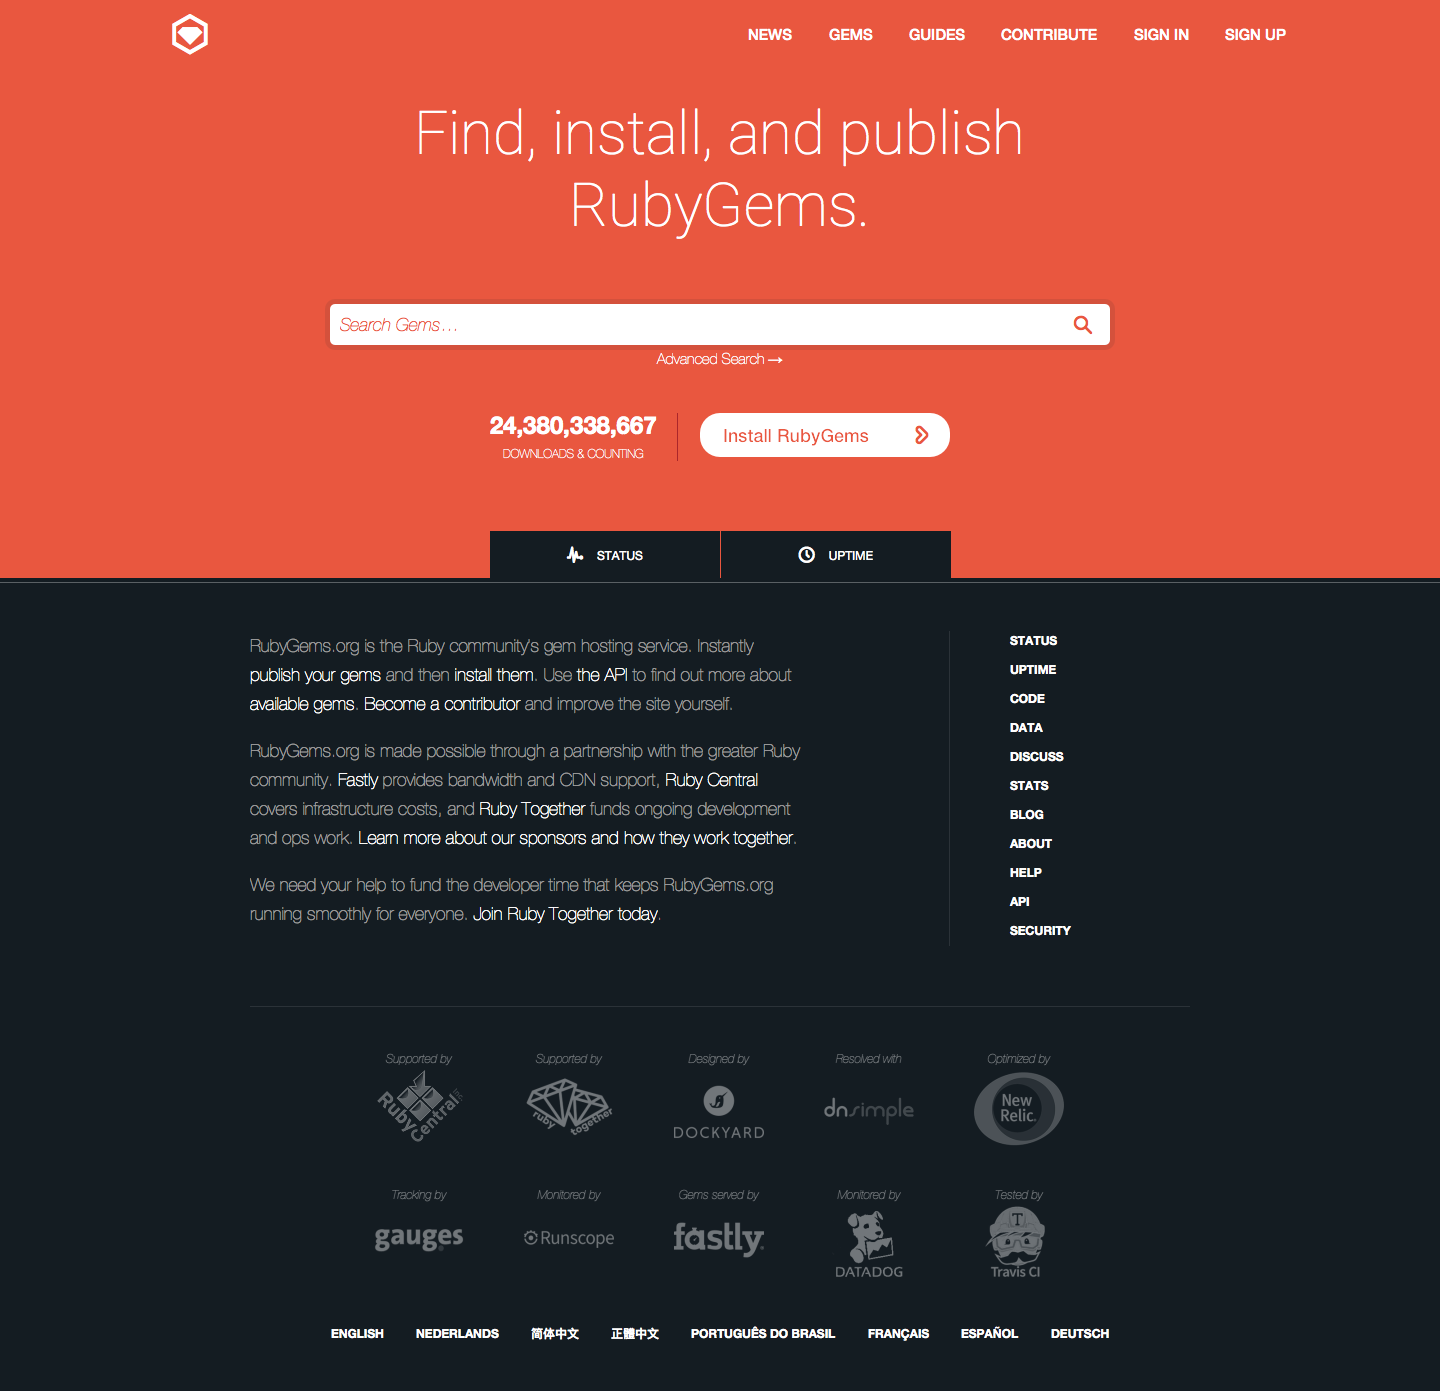 NEWS GEMS GUIDES CONTRIBUTE SIGN IN SIGN UP
Find, install, and publish
RubyGems.
Search Gems…
Advanced Search →
24,380,338,667
DOWNLOADS & COUNTING
Install RubyGems
STATUS UPTIME
RubyGems.org is the Ruby community's gem hosting service. Instantly
publish your gems and then install them. Use the API to find out more about
available gems. Become a contributor and improve the site yourself.
RubyGems.org is made possible through a partnership with the greater Ruby
community. Fastly provides bandwidth and CDN support, Ruby Central
covers infrastructure costs, and Ruby Together funds ongoing development
and ops work. Learn more about our sponsors and how they work together.
We need your help to fund the developer time that keeps RubyGems.org
running smoothly for everyone. Join Ruby Together today.
STATUS
UPTIME
CODE
DATA
DISCUSS
STATS
BLOG
ABOUT
HELP
API
SECURITY
Supported by Supported by Designed by Resolved with Optimized by
RubyCentral
ruby together
DOCKYARD
dnsimple
New
Relic.
Tracking by Monitored by Gems served by Monitored by Tested by
gauges
Runscope
fastly
DATADOG
T
Travis CI
ENGLISH NEDERLANDS 简体中文 正體中文 PORTUGUÊS DO BRASIL FRANÇAIS ESPAÑOL DEUTSCH